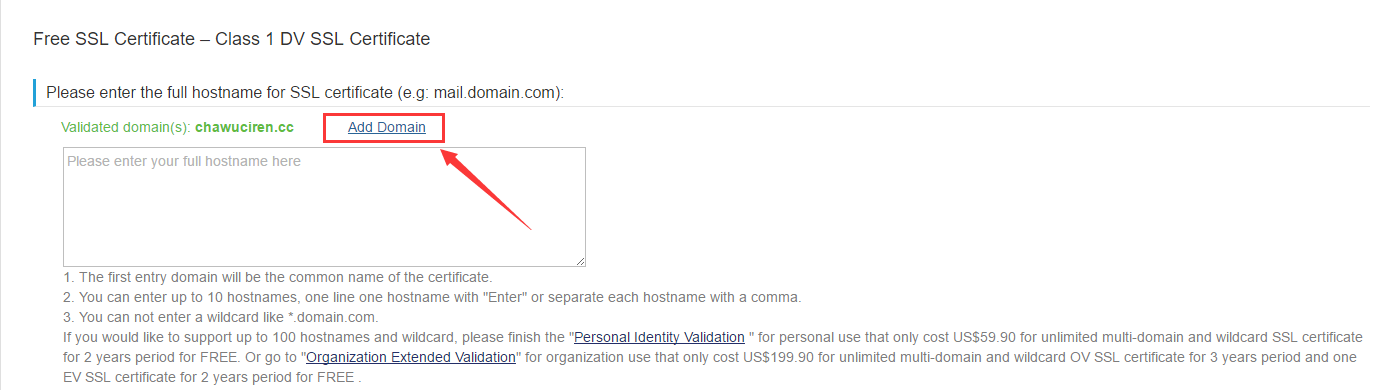 Free SSL Certificate – Class 1 DV SSL Certificate
Please enter the full hostname for SSL certificate (e.g: mail.domain.com):
Validated domain(s): chawuciren.cc Add Domain
Please enter your full hostname here
1. The first entry domain will be the common name of the certificate.
2. You can enter up to 10 hostnames, one line one hostname with "Enter" or separate each hostname with a comma.
3. You can not enter a wildcard like *.domain.com.
If you would like to support up to 100 hostnames and wildcard, please finish the "Personal Identity Validation " for personal use that only cost US$59.90 for unlimited multi-domain and wildcard SSL certificate
for 2 years period for FREE. Or go to "Organization Extended Validation" for organization use that only cost US$199.90 for unlimited multi-domain and wildcard OV SSL certificate for 3 years period and one
EV SSL certificate for 2 years period for FREE .